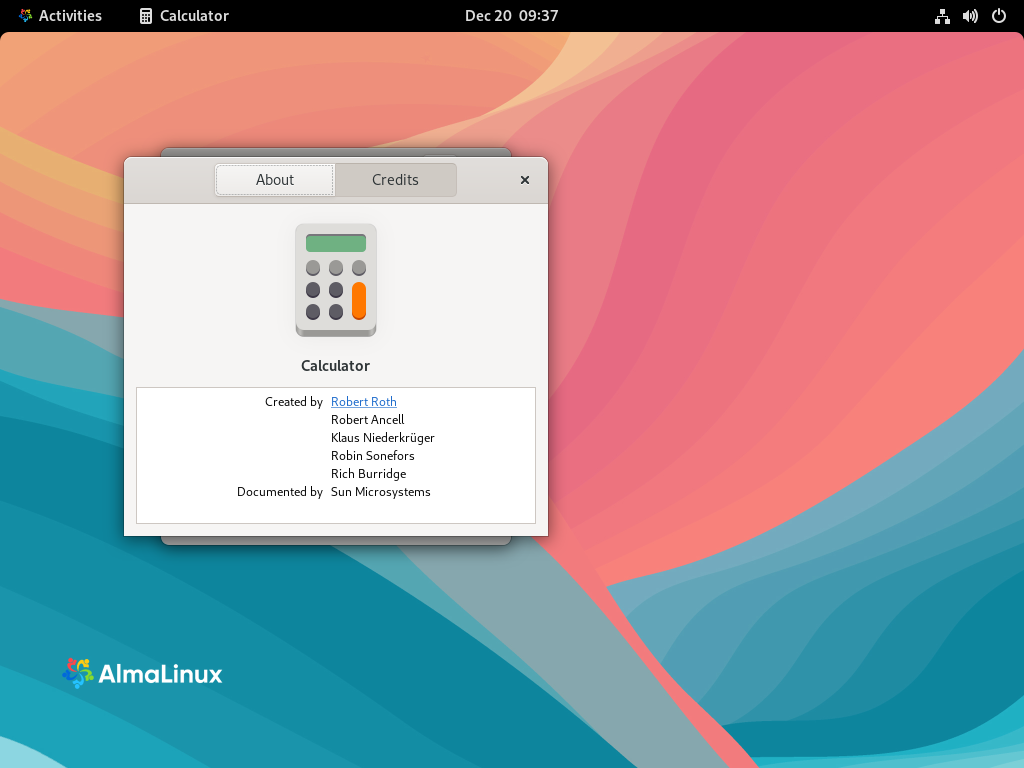 Activities Calculator Dec 20 09:37
About Credits
Calculator
Created by Robert Roth
Robert Ancell
Klaus Niederkrüger
Robin Sonefors
Rich Burridge
Documented by Sun Microsystems
AlmaLinux